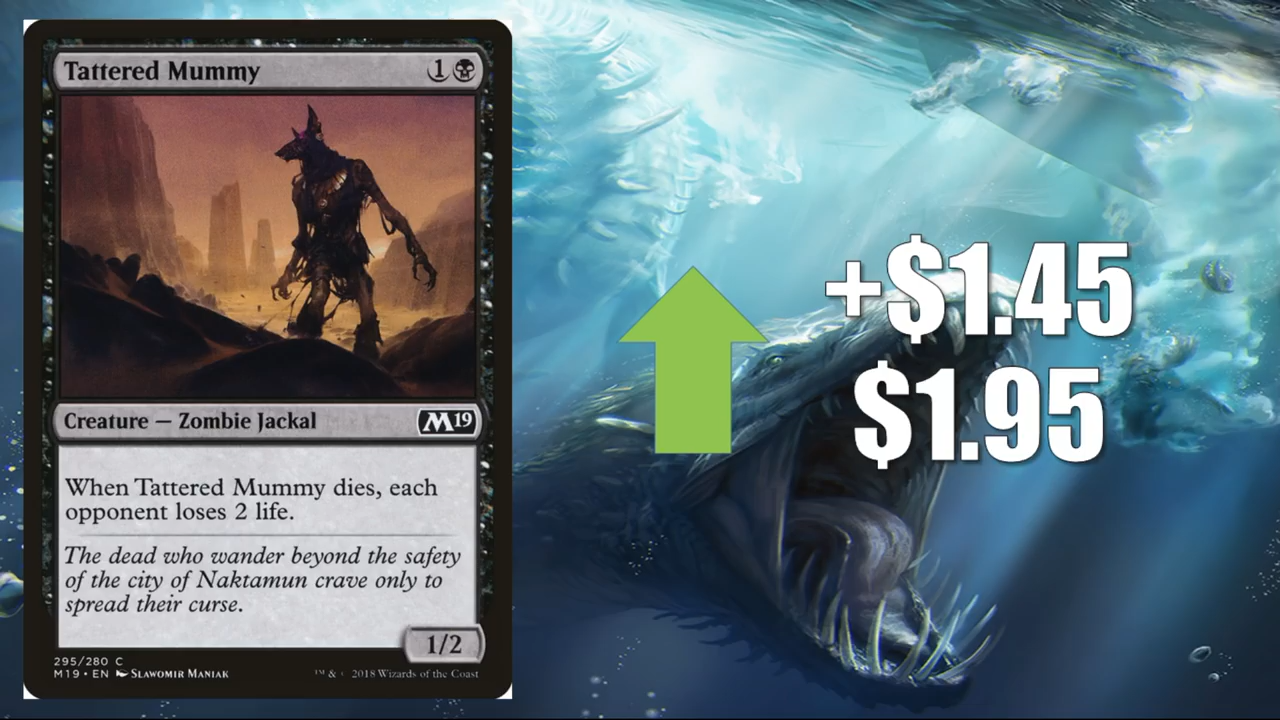 Tattered Mummy 1
Creature — Zombie Jackal M19
When Tattered Mummy dies, each
opponent loses 2 life.
The dead who wander beyond the safety
of the city of Naktamun crave only to
spread their curse.
1/2
295/280 C
M19 • EN SLAWOMIR MANIAK
™ & 2018 Wizards of the Coast
+$1.45
$1.95